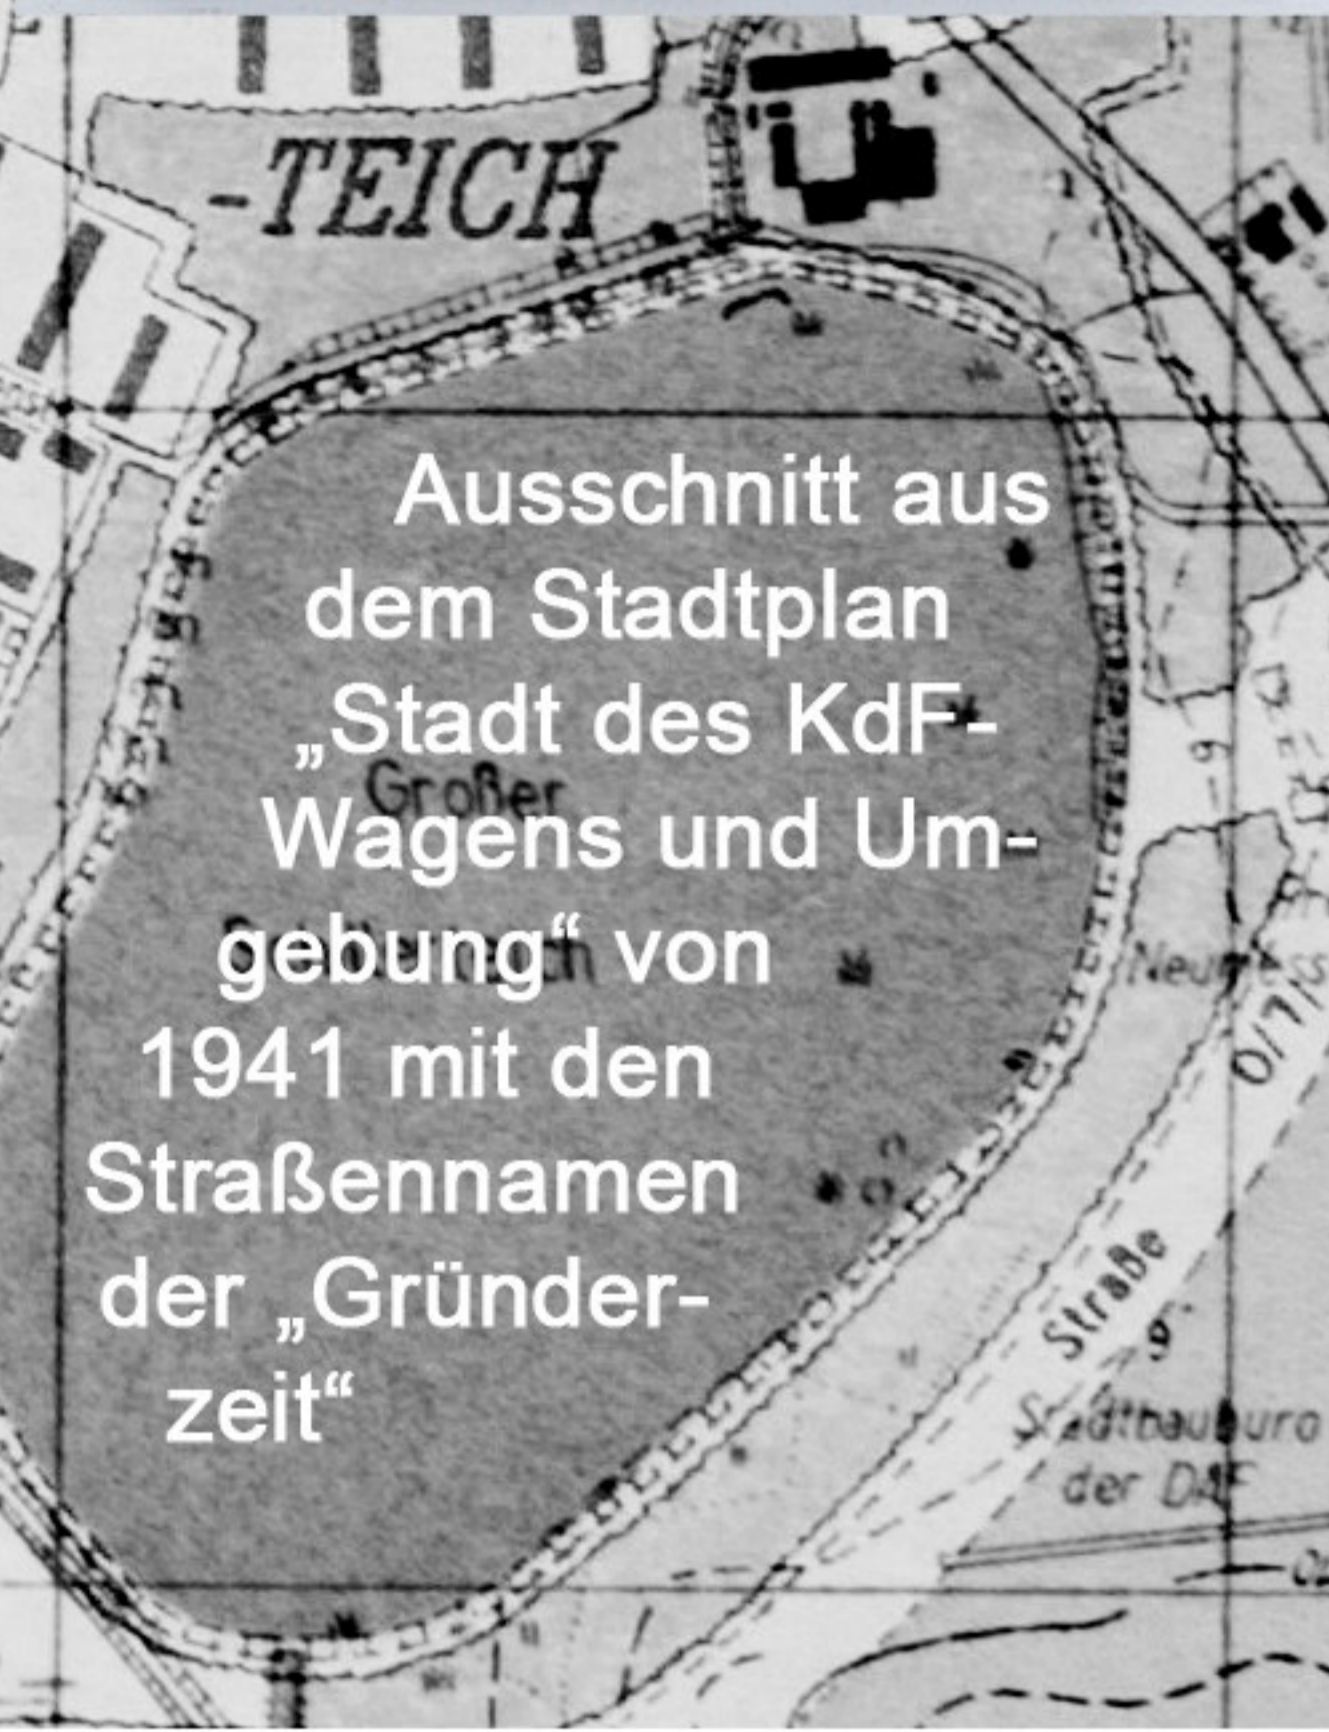 -TEICH
Ausschnitt aus
dem Stadtplan
„Stadt des KdF-
Großer
Wagens und Um-
gebung“ von
1941 mit den
Straßennamen
der „Gründer-
zeit“
Straße
Stadtbauburo
der DAF